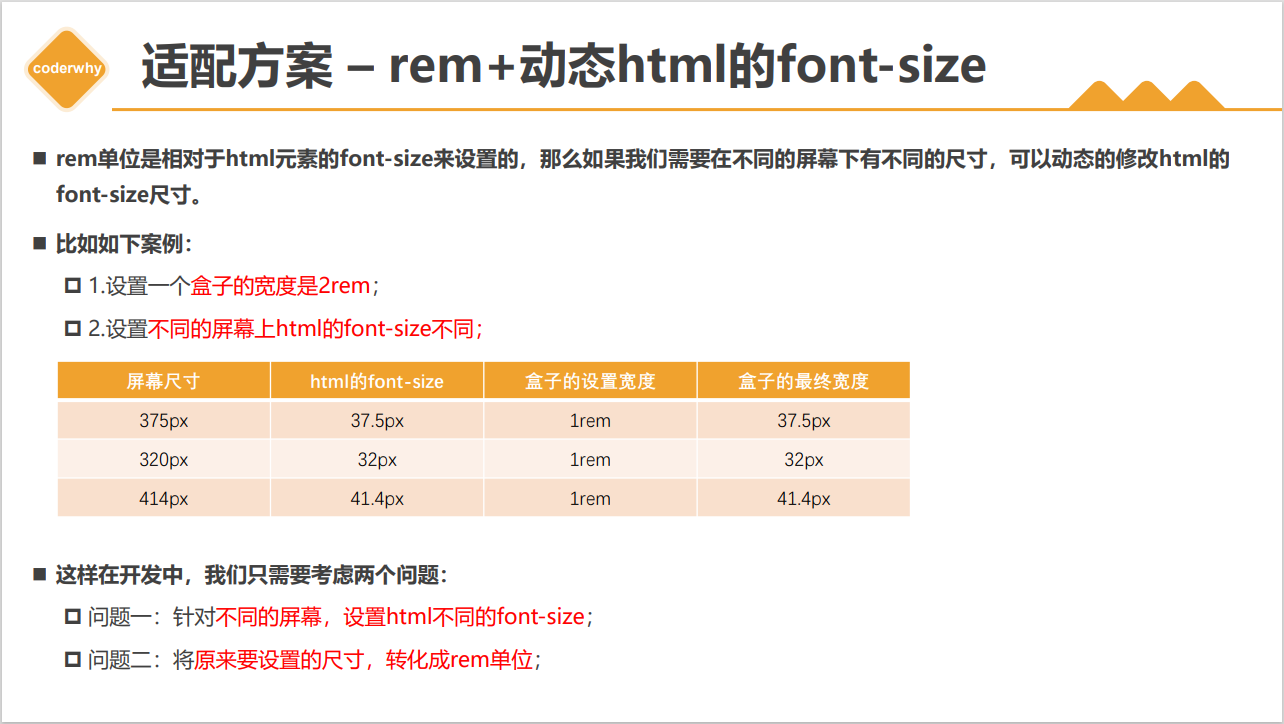 coderwhy
适配方案 – rem+动态html的font-size
rem单位是相对于html元素的font-size来设置的，那么如果我们需要在不同的屏幕下有不同的尺寸，可以动态的修改html的
font-size尺寸。
比如如下案例：
1.设置一个盒子的宽度是2rem；
2.设置不同的屏幕上html的font-size不同；
屏幕尺寸 html的font-size 盒子的设置宽度 盒子的最终宽度
375px 37.5px 1rem 37.5px
320px 32px 1rem 32px
414px 41.4px 1rem 41.4px
这样在开发中，我们只需要考虑两个问题：
问题一：针对不同的屏幕，设置html不同的font-size；
问题二：将原来要设置的尺寸，转化成rem单位；